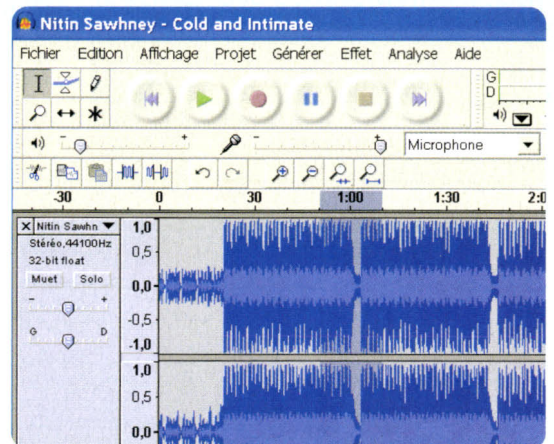 Nitin Sawhney - Cold and Intimate
Fichier Edition Affichage Projet Générer Effet Analyse Aide
G
D
- +
- +
Microphone
-30 0 30 1:00 1:30 2:0
X Nitin Sawhn
Stéréo,44100Hz
32-bit float
Muet Solo
- +
G D
1,0
0,5
0,0
-0,5
-1,0
1,0
0,5
0,0